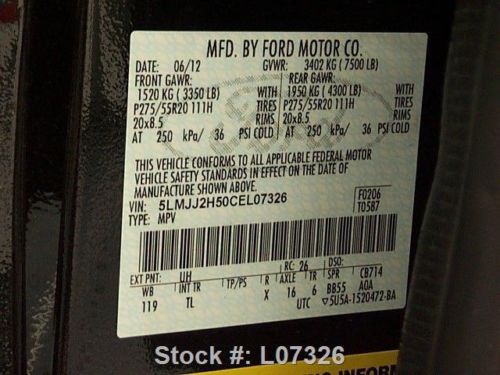 MFD. BY FORD MOTOR CO.
DATE: 06/12 GVWR: 3402 KG (7500 LB)
FRONT GAWR: REAR GAWR:
1520 KG (3350 LB) WITH 1950 KG (4300 LB) WITH
P275/55R20 111H TIRES P275/55R20 111H TIRES
20x8.5 RIMS 20x8.5 RIMS
AT 250 kPa/ 36 PSI COLD AT 250 kPa/ 36 PSI COLD
THIS VEHICLE CONFORMS TO ALL APPLICABLE FEDERAL MOTOR
VEHICLE SAFETY STANDARDS IN EFFECT ON THE DATE OF
MANUFACTURE SHOWN ABOVE.
VIN: 5LMJJ2H50CEL07326 F0206
TYPE: MPV T0587
EXT PNT: UH RC: 26 DSO:
WB INT TR TP/PS R AXLE TR SPR CB714
119 TL X 16 6 BB55 AOA
UTC ▽5U5A-1520472-BA
Stock #: L07326